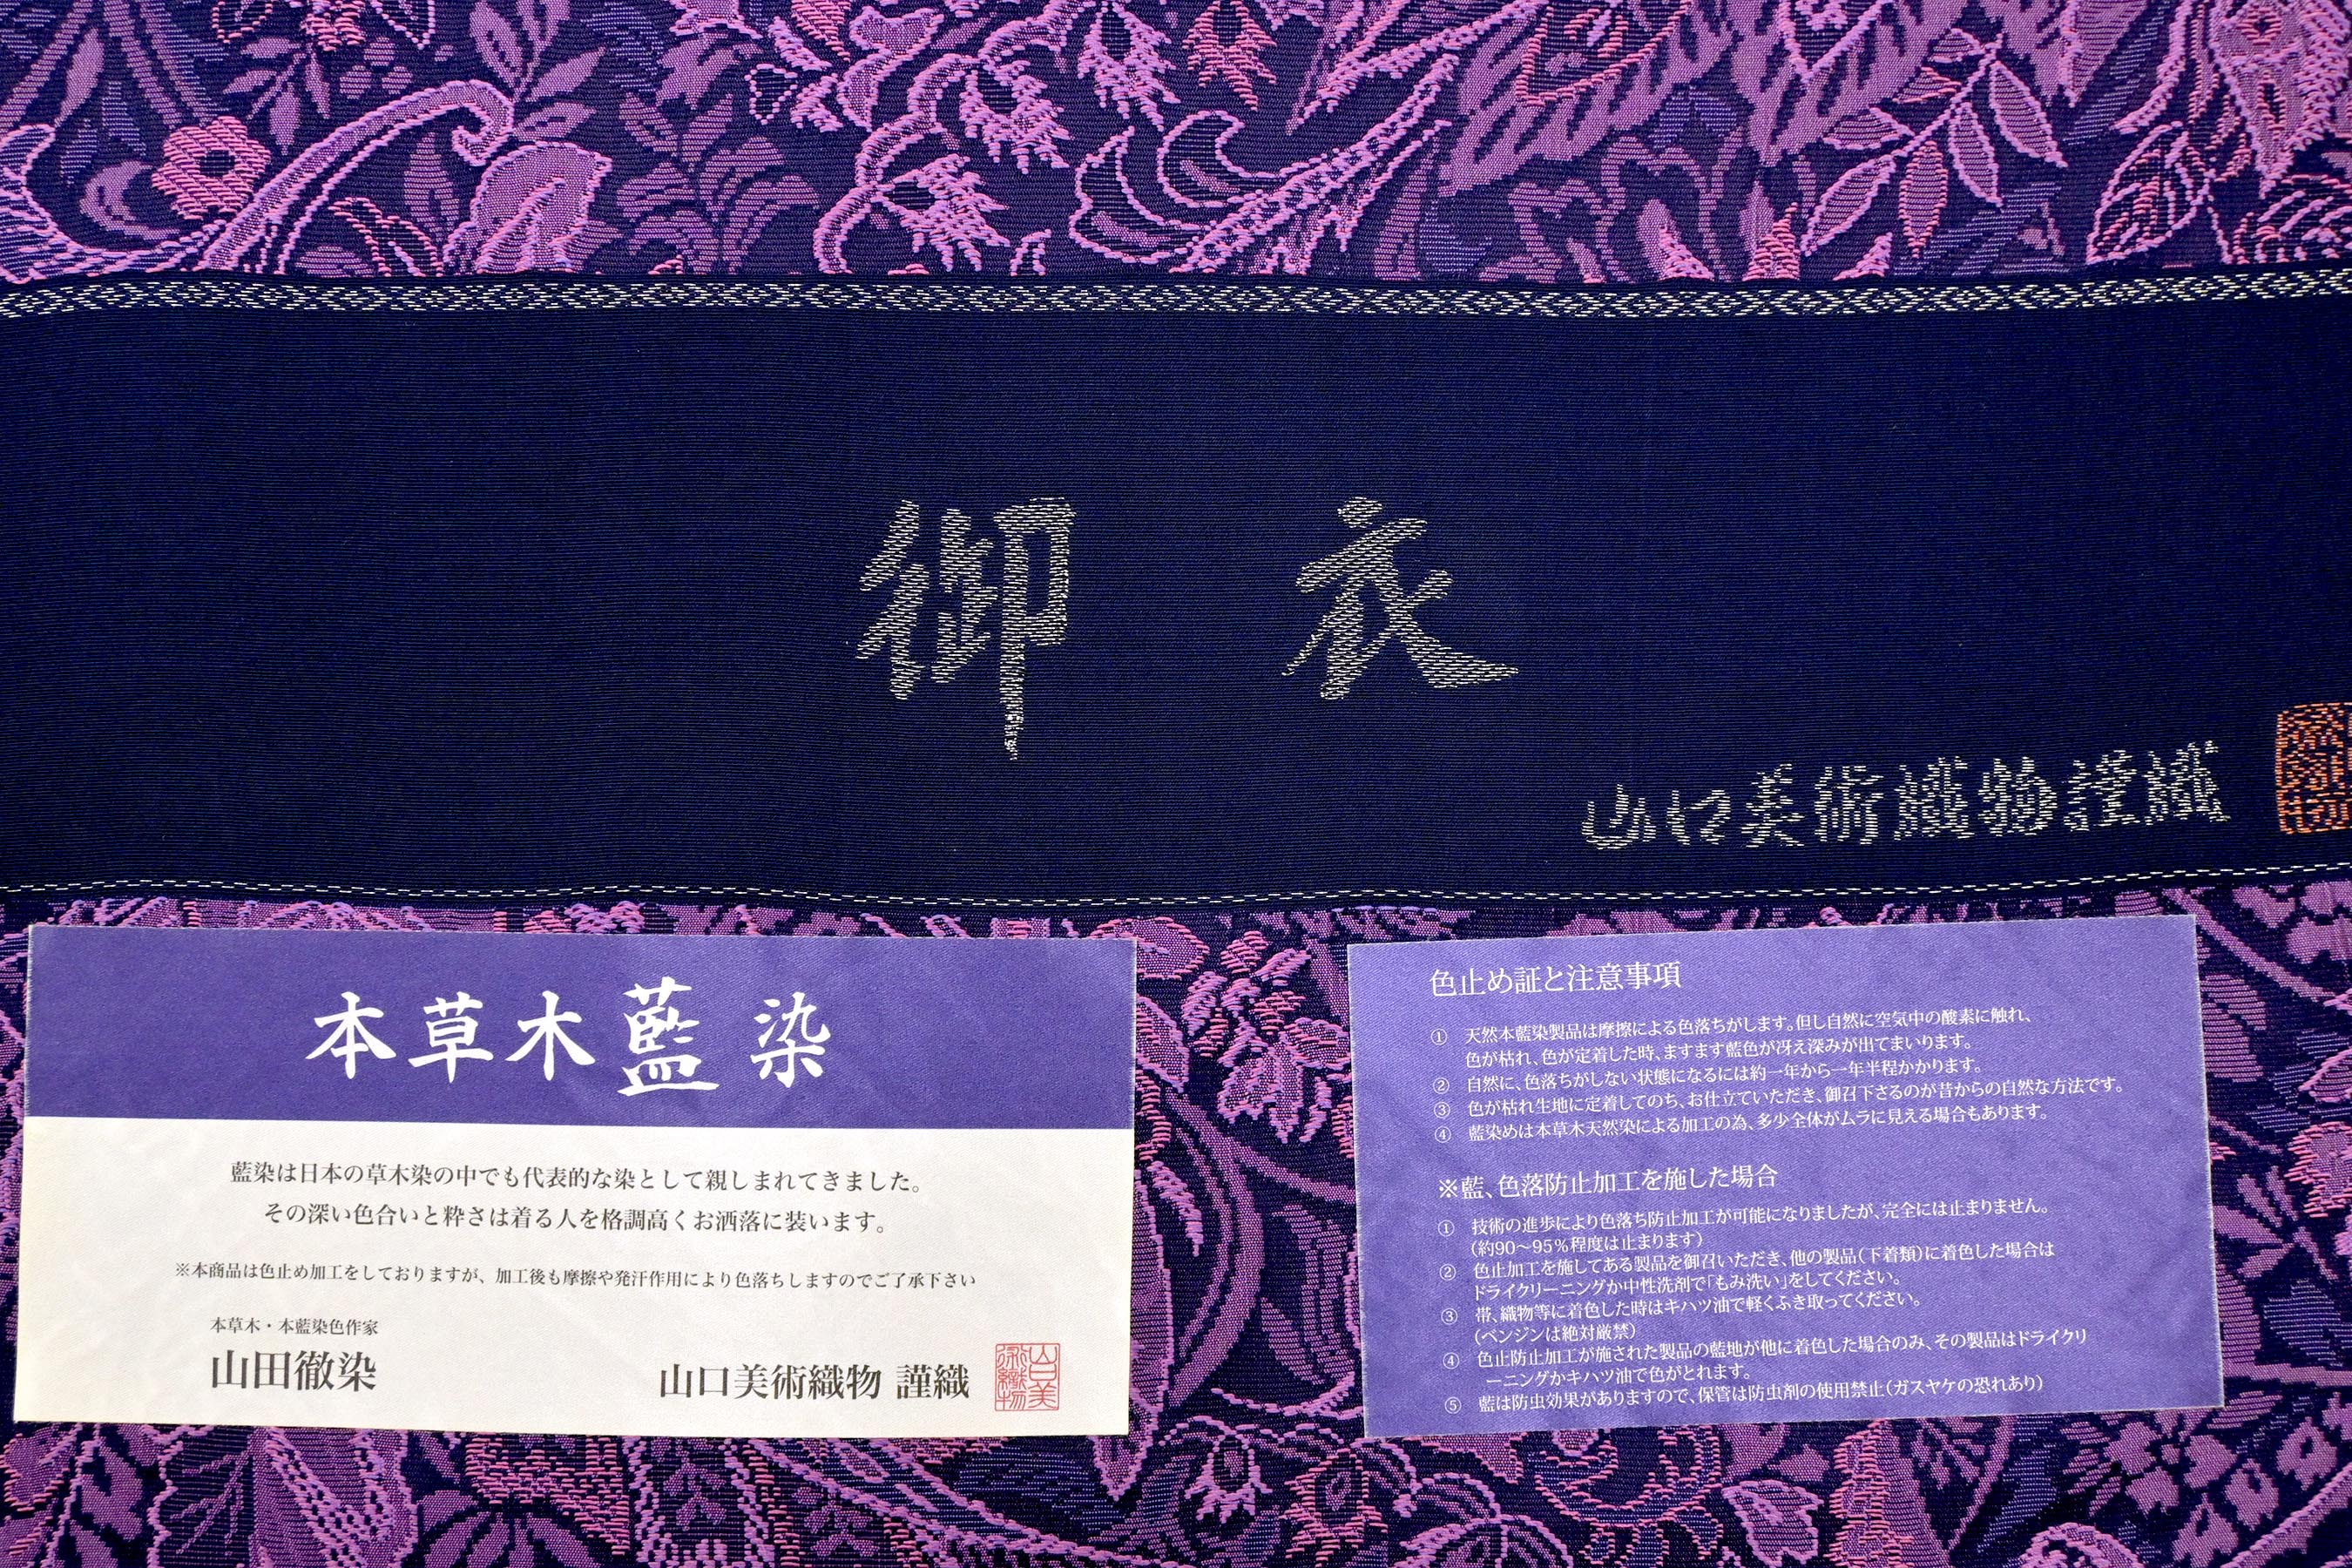 御衣
山口美術織物謹織
本草木藍染
藍染は日本の草木染の中でも代表的な染として親しまれてきました。
その深い色合いと粋さは着る人を格調高くお洒落に装います。
※本商品は色止め加工をしておりますが、加工後も摩擦や発汗作用により色落ちしますのでご了承下さい
本草木・本藍染色作家
山田徹染
山口美術織物 謹織
色止め証と注意事項
① 天然本藍染製品は摩擦による色落ちがします。但し自然に空気中の酸素に触れ、
色が枯れ、色が定着した時、ますます藍色が冴え深みが出てまいります。
② 自然に、色落ちがしない状態になるには約一年から一年半程かかります。
③ 色が枯れ生地に定着してのち、お仕立ていただき、御召下さるのが昔からの自然な方法です。
④ 藍染めは本草木天然染による加工の為、多少全体がムラに見える場合もあります。
※藍、色落防止加工を施した場合
① 技術の進歩により色落ち防止加工が可能になりましたが、完全には止まりません。
(約90〜95%程度は止まります)
② 色止加工を施してある製品を御召いただき、他の製品(下着類)に着色した場合は
ドライクリーニングか中性洗剤で「もみ洗い」をしてください。
③ 帯、織物等に着色した時はキハツ油で軽くふき取ってください。
(ベンジンは絶対厳禁)
④ 色止防止加工が施された製品の藍地が他に着色した場合のみ、その製品はドライクリ
ーニングかキハツ油で色がとれます。
⑤ 藍は防虫効果がありますので、保管は防虫剤の使用禁止(ガスヤケの恐れあり)